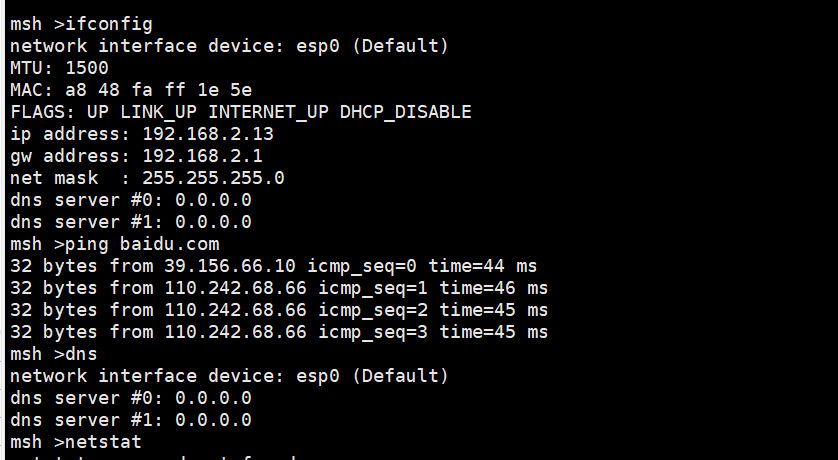 msh >ifconfig
network interface device: esp0 (Default)
MTU: 1500
MAC: a8 48 fa ff 1e 5e
FLAGS: UP LINK_UP INTERNET_UP DHCP_DISABLE
ip address: 192.168.2.13
gw address: 192.168.2.1
net mask  : 255.255.255.0
dns server #0: 0.0.0.0
dns server #1: 0.0.0.0
msh >ping baidu.com
32 bytes from 39.156.66.10 icmp_seq=0 time=44 ms
32 bytes from 110.242.68.66 icmp_seq=1 time=46 ms
32 bytes from 110.242.68.66 icmp_seq=2 time=45 ms
32 bytes from 110.242.68.66 icmp_seq=3 time=45 ms
msh >dns
network interface device: esp0 (Default)
dns server #0: 0.0.0.0
dns server #1: 0.0.0.0
msh >netstat